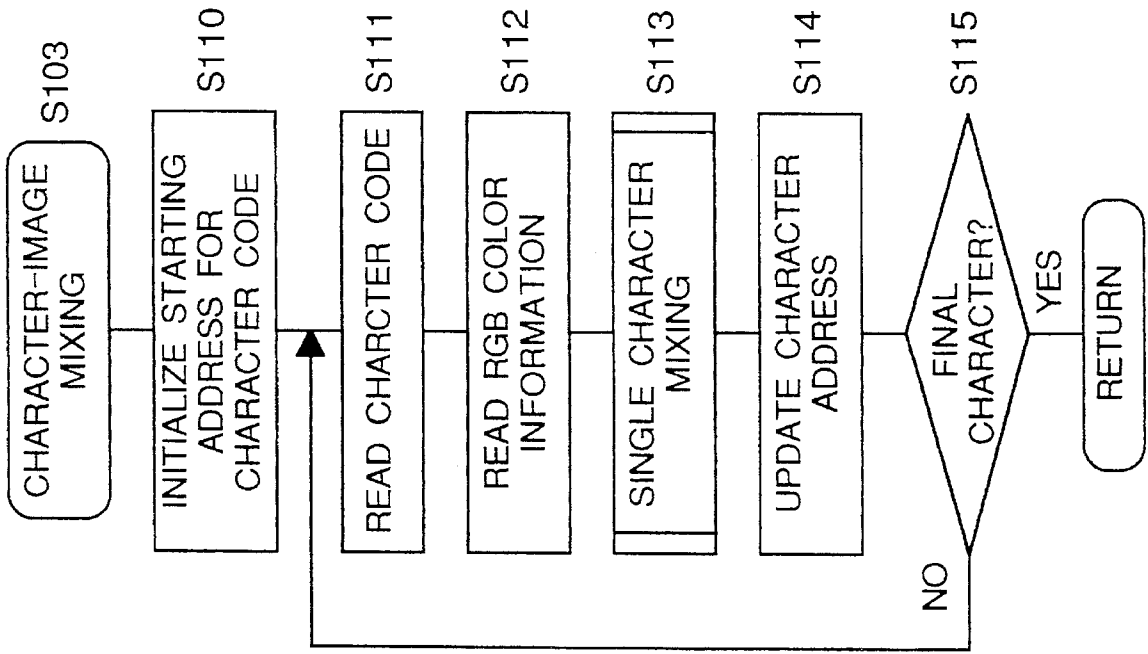 CHARACTER-IMAGE
MIXING
S103
INITIALIZE STARTING
ADDRESS FOR
CHARACTER CODE
S110
READ CHARCTER CODE
S111
READ RGB COLOR
INFORMATION
S112
SINGLE CHARACTER
MIXING
S113
UPDATE CHARACTER
ADDRESS
S114
FINAL
CHARACTER?
S115
NO
YES
RETURN